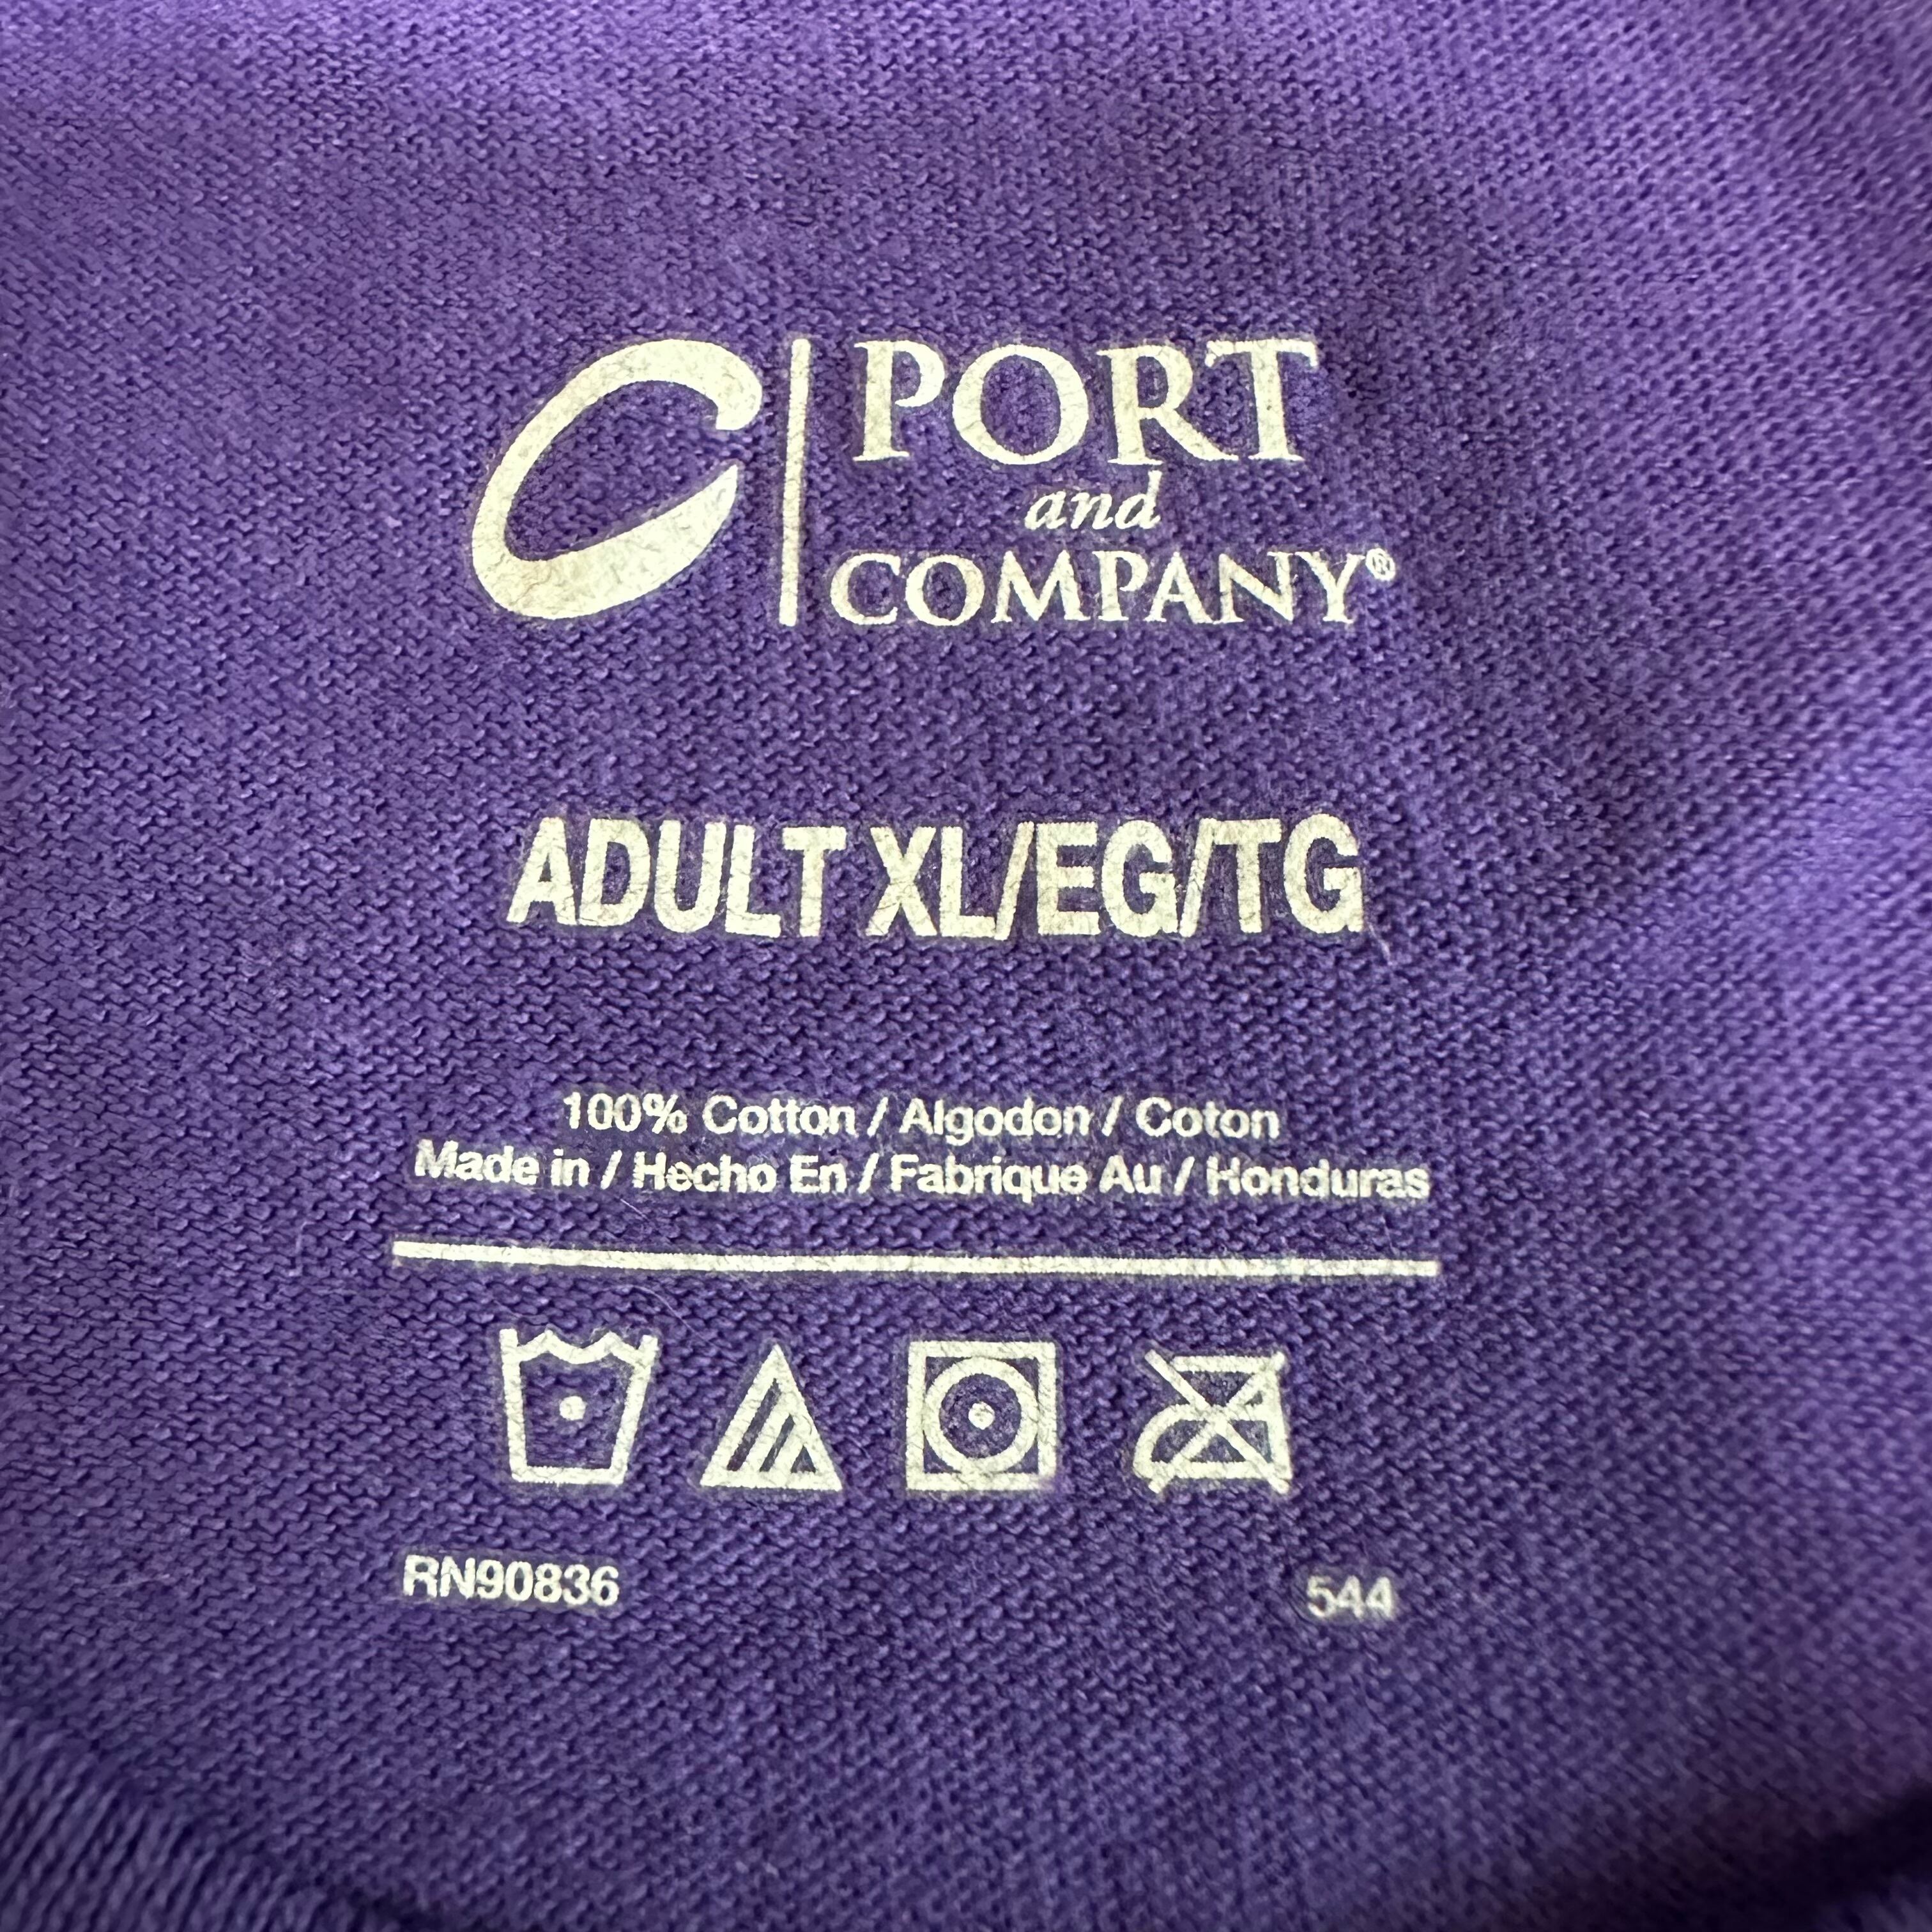 PORT
and
COMPANY®
ADULT XL/EG/TG
100% Cotton / Algodon / Coton
Made in / Hecho En / Fabrique Au / Honduras
RN90836 544